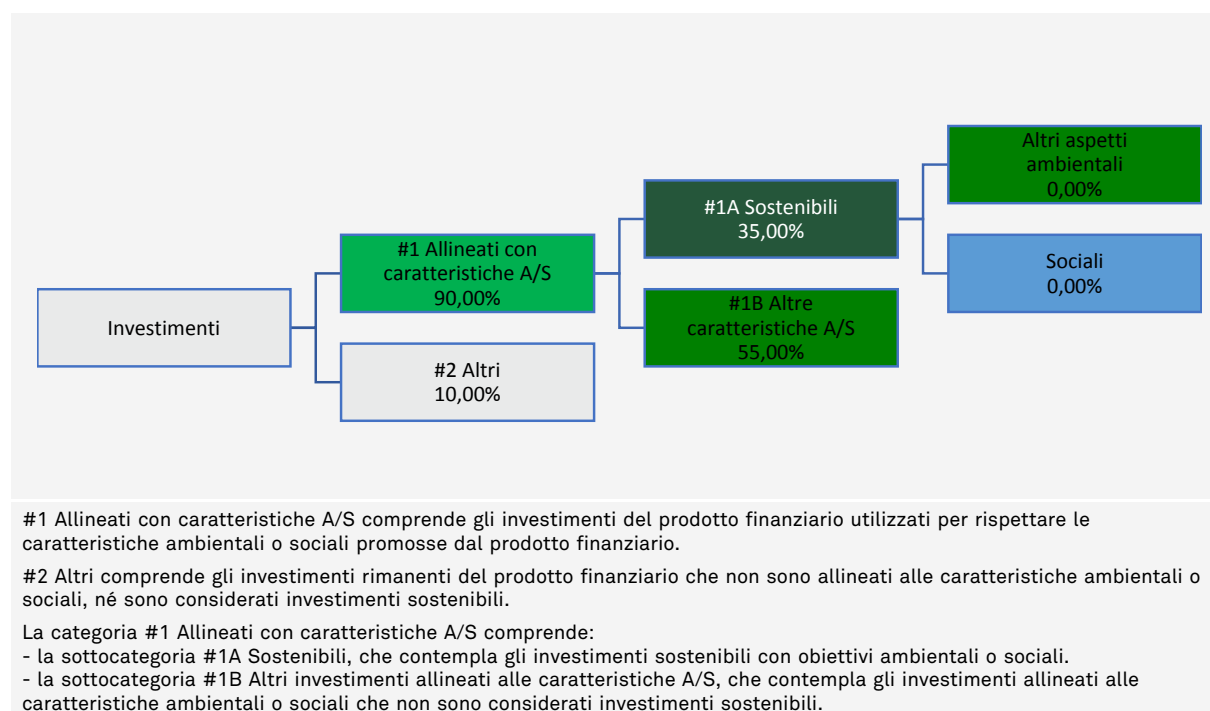 Altri aspetti
ambientali
0,00%
#1A Sostenibili
35,00%
#1 Allineati con
caratteristiche A/S
90,00%
Sociali
0,00%
Investimenti
#1B Altre
caratteristiche A/S
55,00%
#2 Altri
10,00%
#1 Allineati con caratteristiche A/S comprende gli investimenti del prodotto finanziario utilizzati per rispettare le
caratteristiche ambientali o sociali promosse dal prodotto finanziario.
#2 Altri comprende gli investimenti rimanenti del prodotto finanziario che non sono allineati alle caratteristiche ambientali o
sociali, né sono considerati investimenti sostenibili.
La categoria #1 Allineati con caratteristiche A/S comprende:
- la sottocategoria #1A Sostenibili, che contempla gli investimenti sostenibili con obiettivi ambientali o sociali.
- la sottocategoria #1B Altri investimenti allineati alle caratteristiche A/S, che contempla gli investimenti allineati alle
caratteristiche ambientali o sociali che non sono considerati investimenti sostenibili.